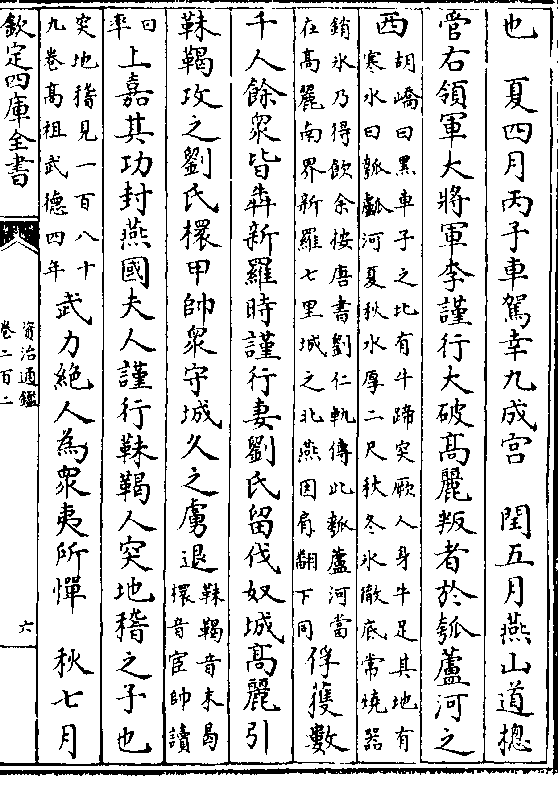 也　夏四月丙子車駕幸九成宮　閏五月燕山道摠
管右領軍大將軍李謹行大破髙麗叛者於瓠蘆河之
西胡嶠曰黑車子之北有牛蹄突厥人身牛足其地有
寒水曰瓠𤬛河夏秋水厚二尺秋冬氷徹底常燒器
銷氷乃得飲余按唐書劉仁軌傳此瓠蘆河當
在髙麗南界新羅七里城之北燕因肩翻下同俘獲數
千人餘衆皆犇新羅時謹行妻劉氏留伐奴城髙麗引
靺鞨攻之劉氏擐甲帥衆守城久之虜退靺鞨音末曷
擐音宦帥讀
曰率上嘉其功封燕國夫人謹行靺鞨人突地稽之子也
突地稽見一百八十
九卷髙祖武德四年武力絶人為衆夷所憚　秋七月
欽定四庫全書
資治通鑑
卷二百二
六